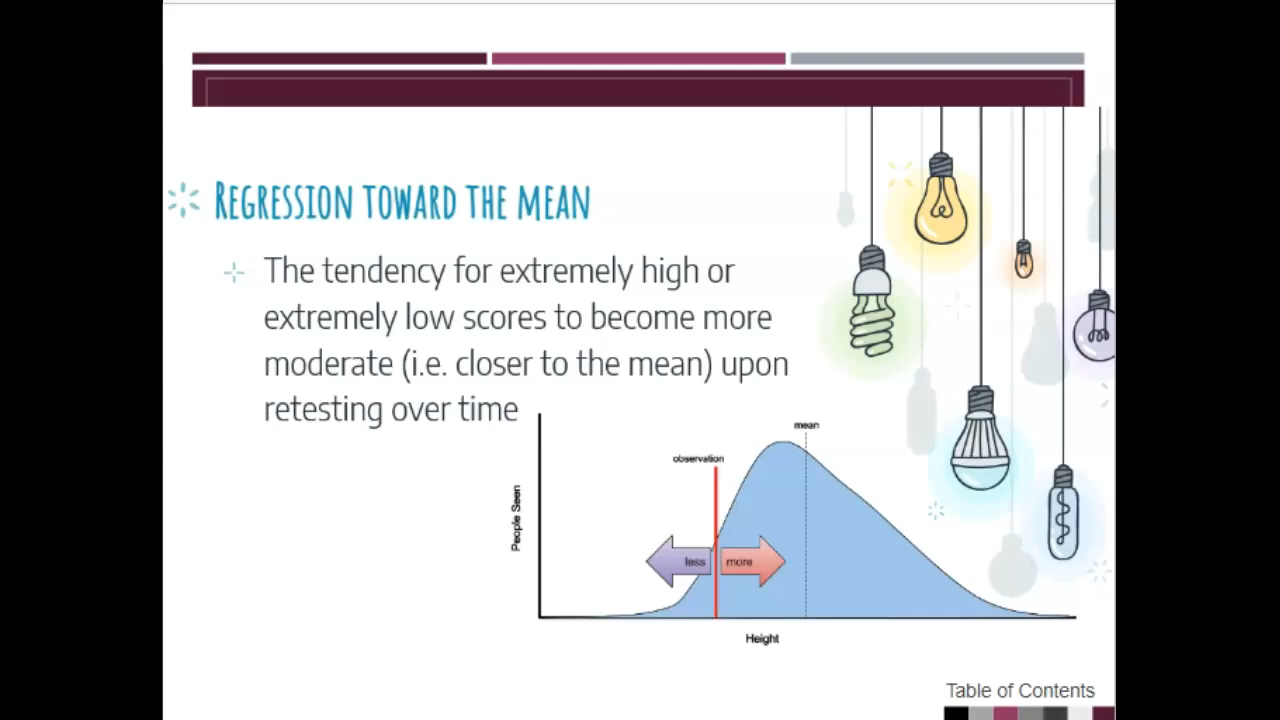 Regression toward the mean
The tendency for extremely high or
extremely low scores to become more
moderate (i.e. closer to the mean) upon
retesting over time
mean
observation
People Seen
less
more
Height
Table of Contents